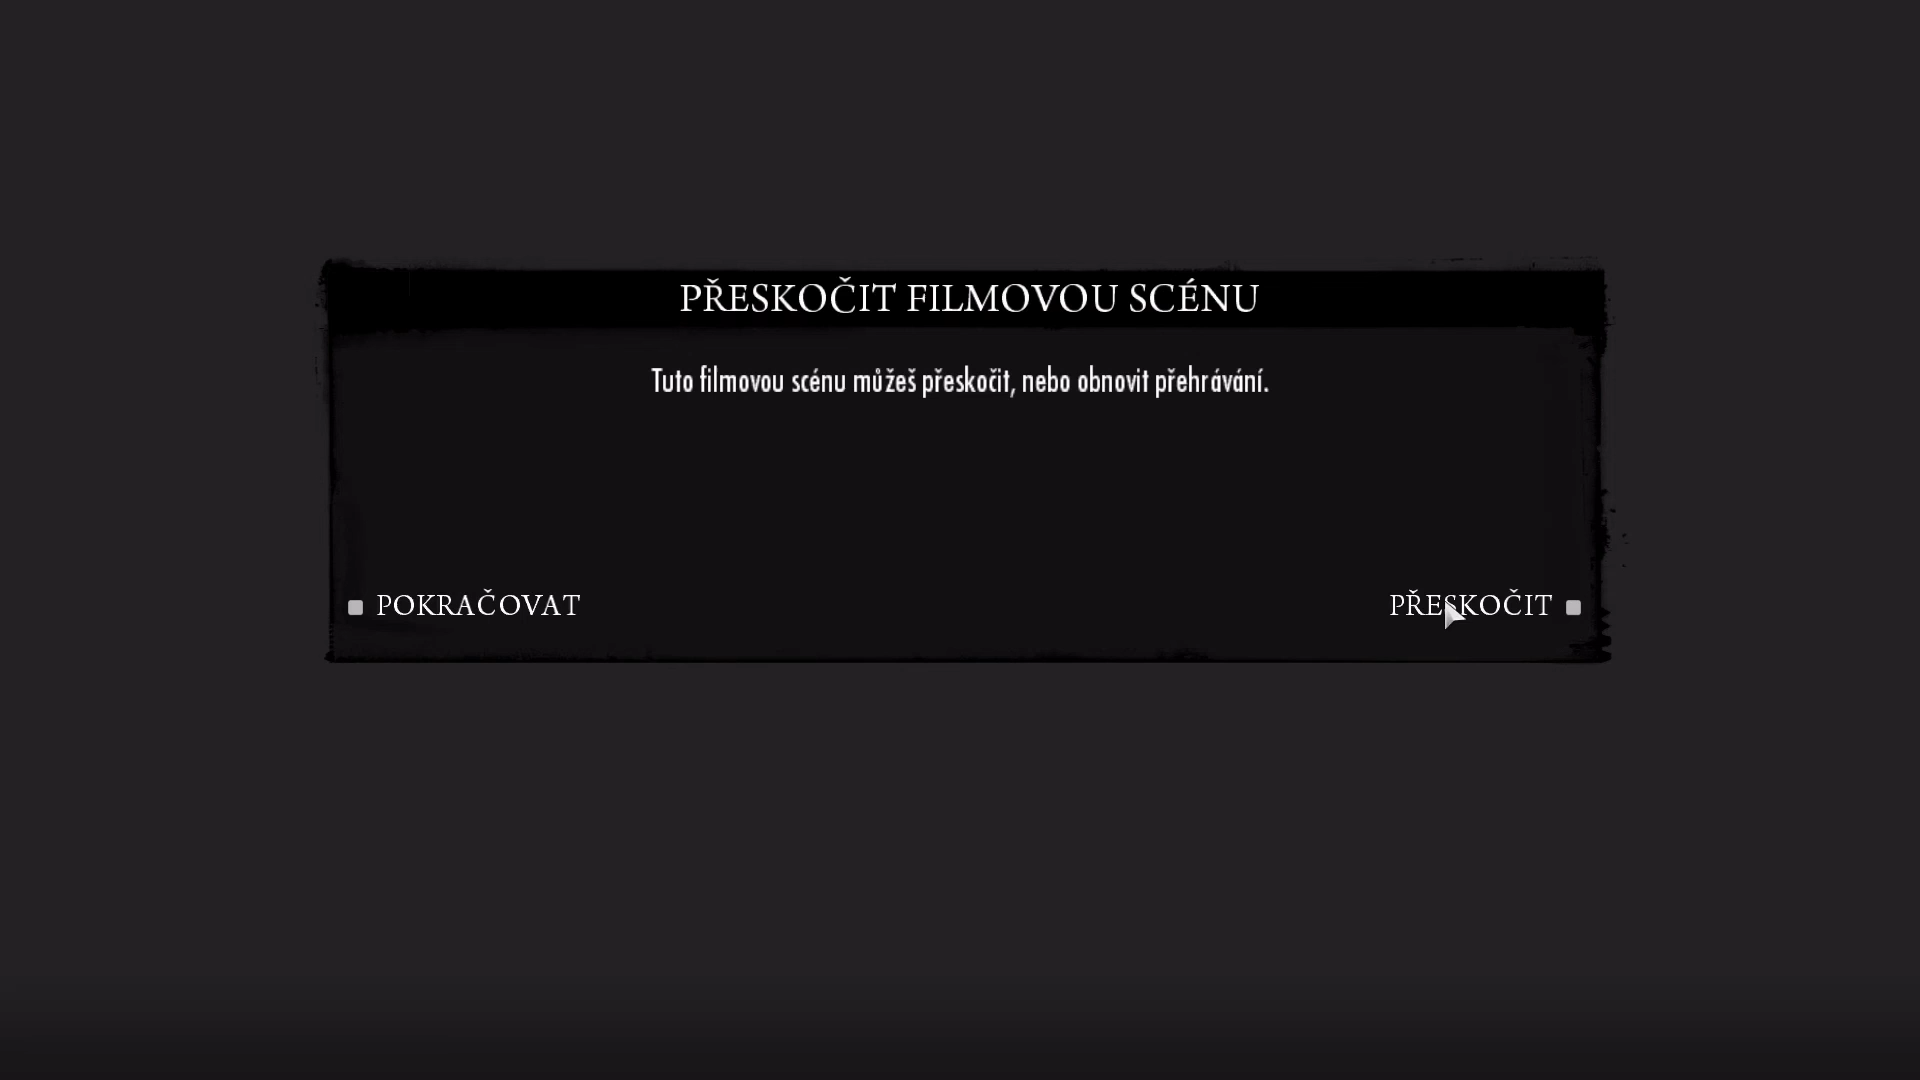 PŘESKOČIT FILMOVOU SCÉNU
Tuto filmovou scénu můžeš přeskočit, nebo obnovit přehrávání.
POKRAČOVAT
PŘESKOČIT